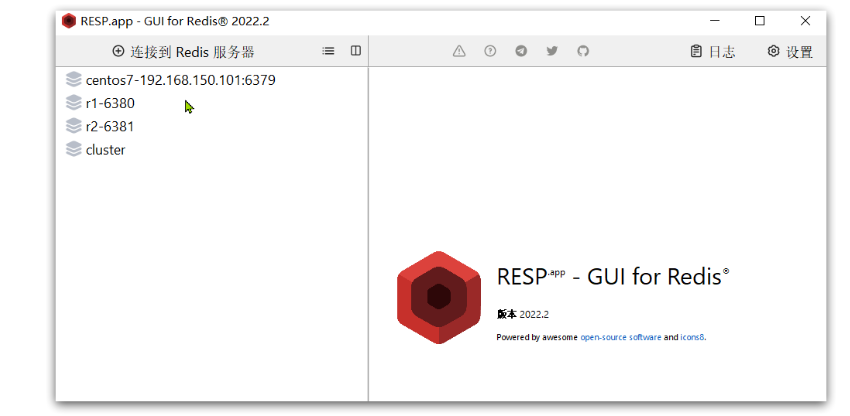 RESP.app - GUI for Redis® 2022.2
连接到 Redis 服务器
日志
设置
centos7-192.168.150.101:6379
r1-6380
r2-6381
cluster
RESP.app - GUI for Redis®
版本 2022.2
Powered by awesome open-source software and icons8.